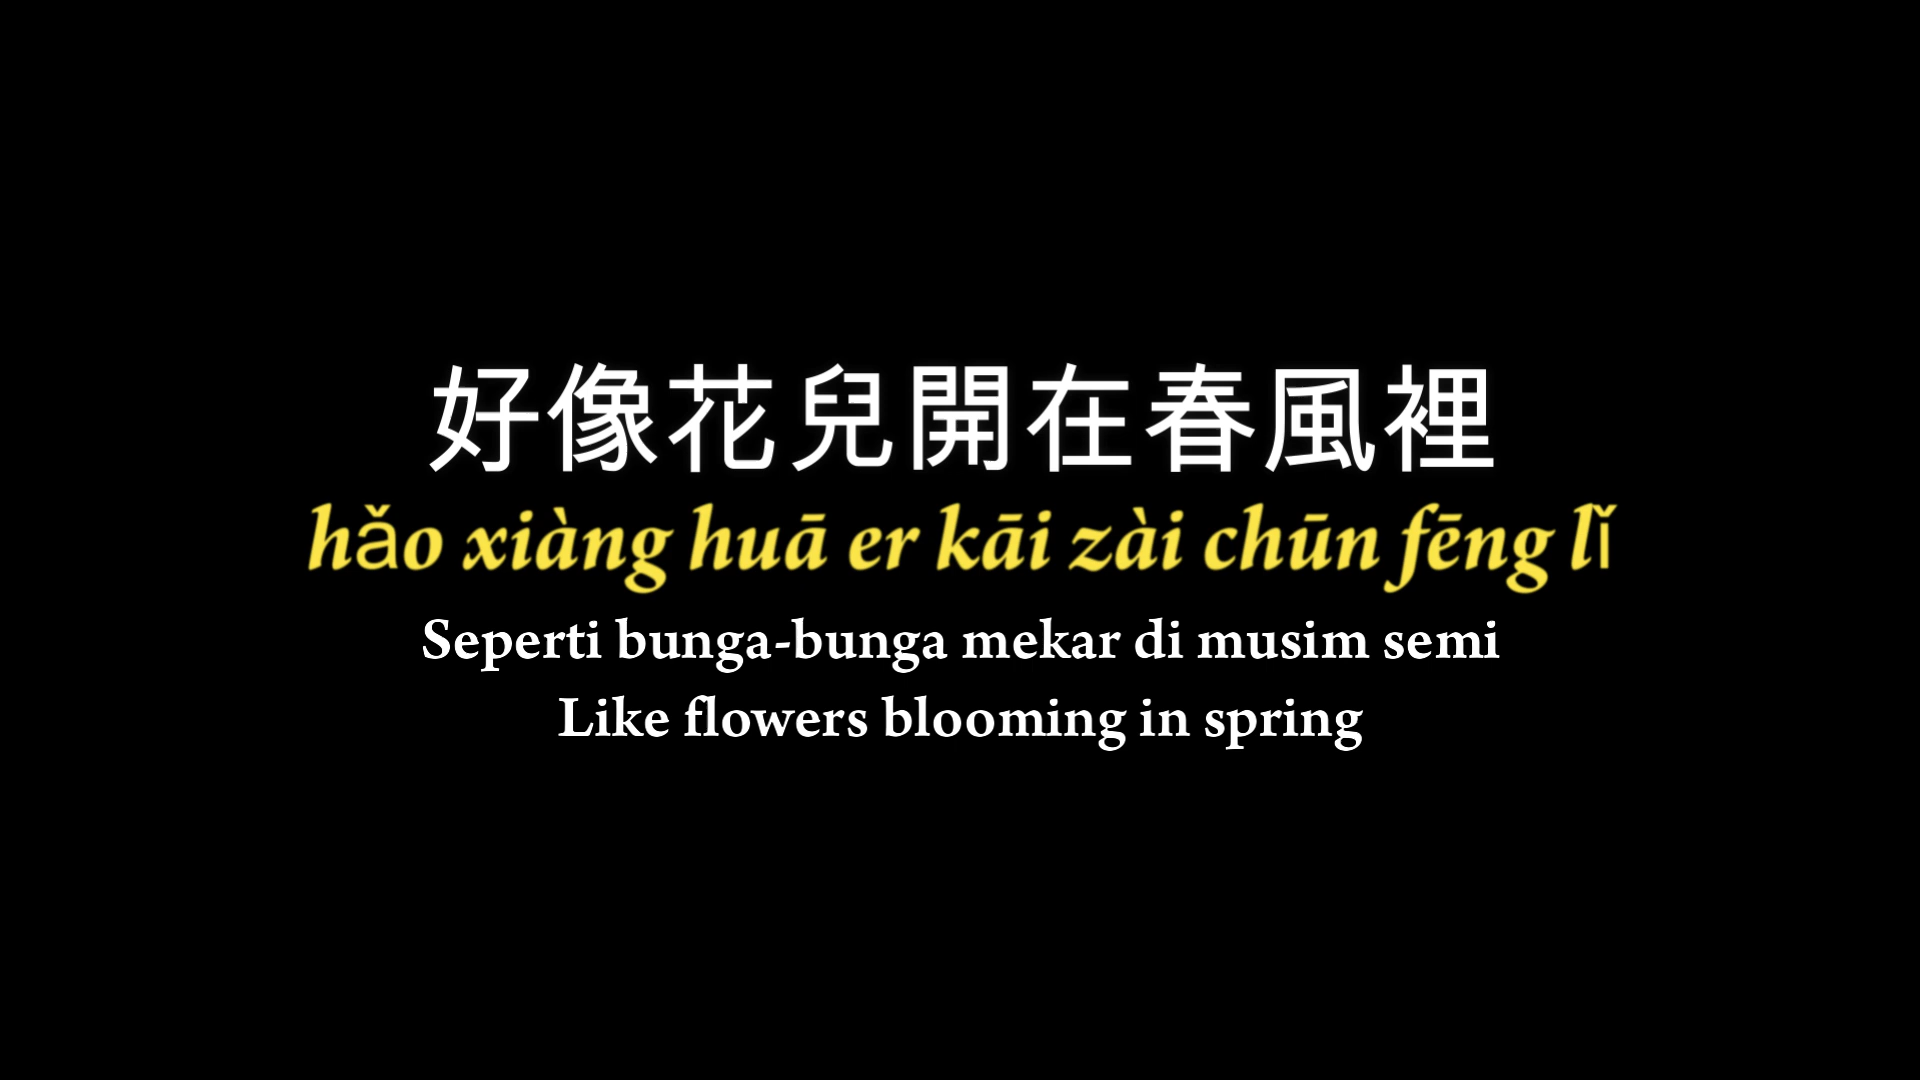 好像花兒開在春風裡
hǎo xiàng huā er kāi zài chūn fēng lǐ
Seperti bunga-bunga mekar di musim semi
Like flowers blooming in spring